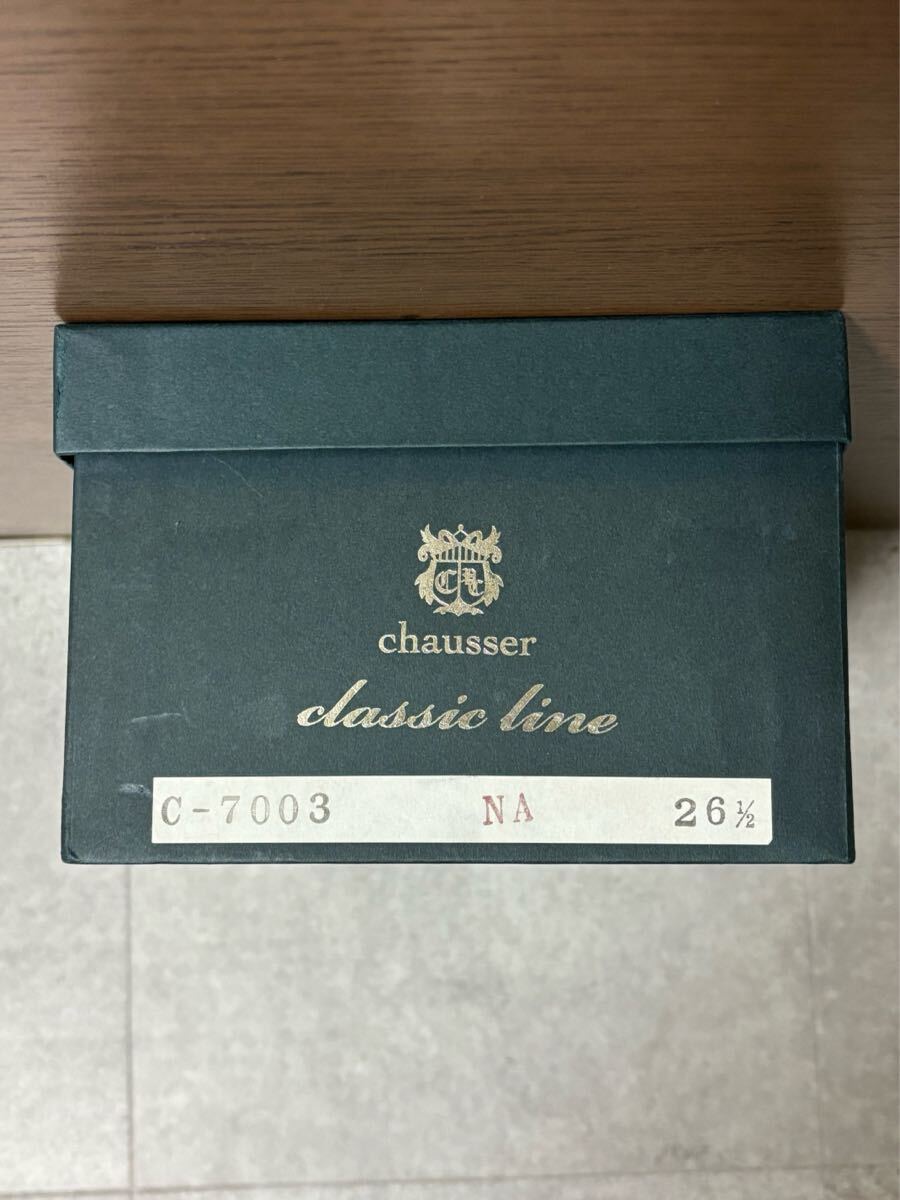 chausser
classic line
C-7003 NA 26½